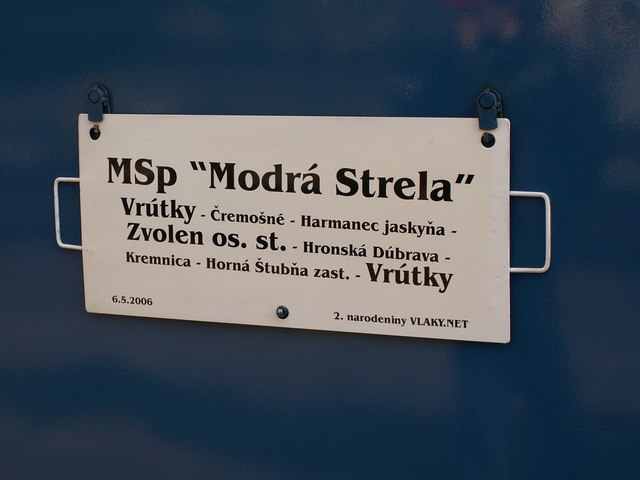 MSp "Modrá Strela"
Vrútky - Čremošné - Harmanec jaskyňa -
Zvolen os. st. - Hronská Dúbrava -
Kremnica - Horná Štubňa zast. - Vrútky
6.5.2006
2. narodeniny VLAKY.NET